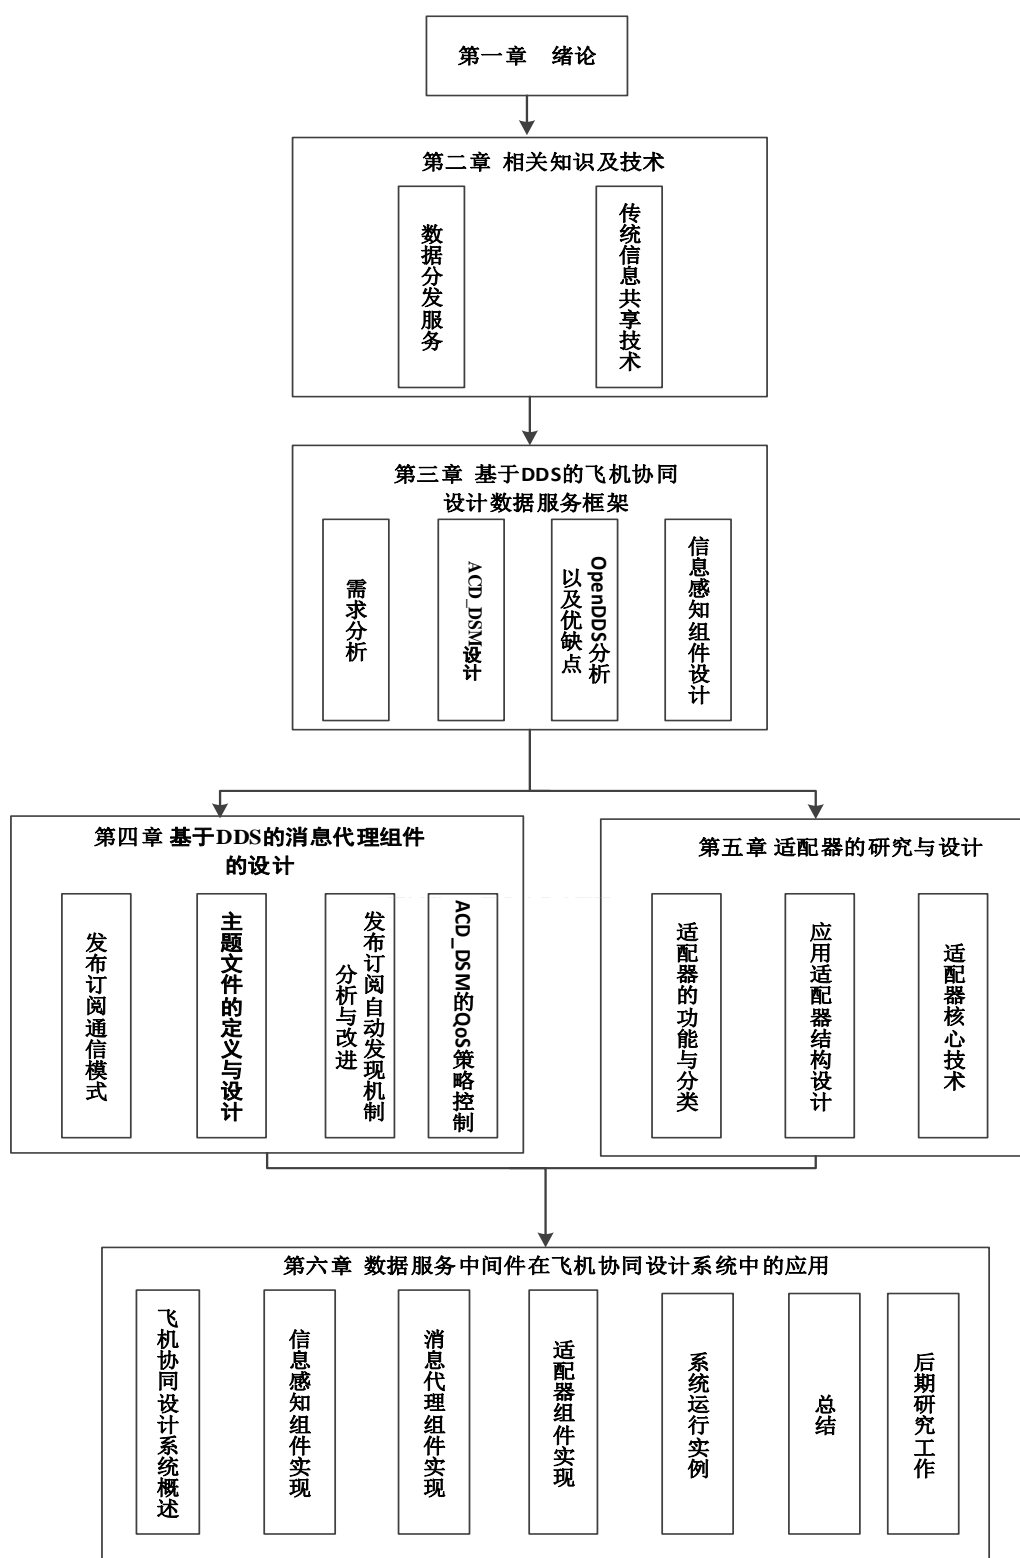 第一章 绪论
第二章 相关知识及技术
数据分发服务
传统信息共享技术
第三章 基于DDS的飞机协同
设计数据服务框架
需求分析
ACD_DSM设计
OpenDDS分析
以及优缺点
信息感知组件设计
第四章 基于DDS的消息代理组件
的设计
发布订阅通信模式
主题文件的定义与设计
发布订阅自动发现机制
分析与改进
ACD_DSM的QoS策略控制
第五章 适配器的研究与设计
适配器的功能与分类
应用适配器结构设计
适配器核心技术
第六章 数据服务中间件在飞机协同设计系统中的应用
飞机协同设计系统概述
信息感知组件实现
消息代理组件实现
适配器组件实现
系统运行实例
总结
后期研究工作